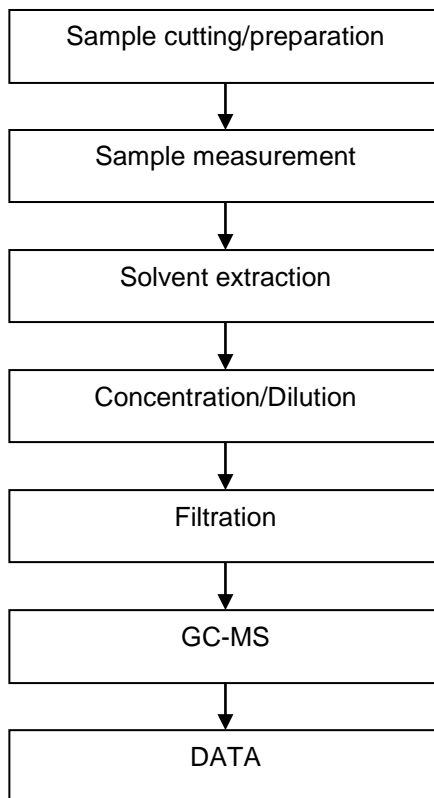 Sample cutting/preparation
Sample measurement
Solvent extraction
Concentration/Dilution
Filtration
GC-MS
DATA